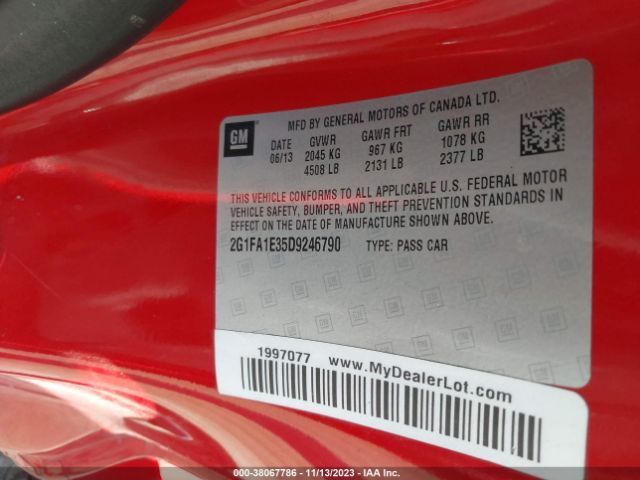 GM
MFD BY GENERAL MOTORS OF CANADA LTD.
DATE GVWR GAWR FRT GAWR RR
06/13 2045 KG 967 KG 1078 KG
4508 LB 2131 LB 2377 LB
THIS VEHICLE CONFORMS TO ALL APPLICABLE U.S. FEDERAL MOTOR
VEHICLE SAFETY, BUMPER, AND THEFT PREVENTION STANDARDS IN
EFFECT ON THE DATE OF MANUFACTURE SHOWN ABOVE.
2G1FA1E35D9246790 TYPE: PASS CAR
1997077 www.MyDealerLot.com
000-38067786 - 11/13/2023 - IAA Inc.